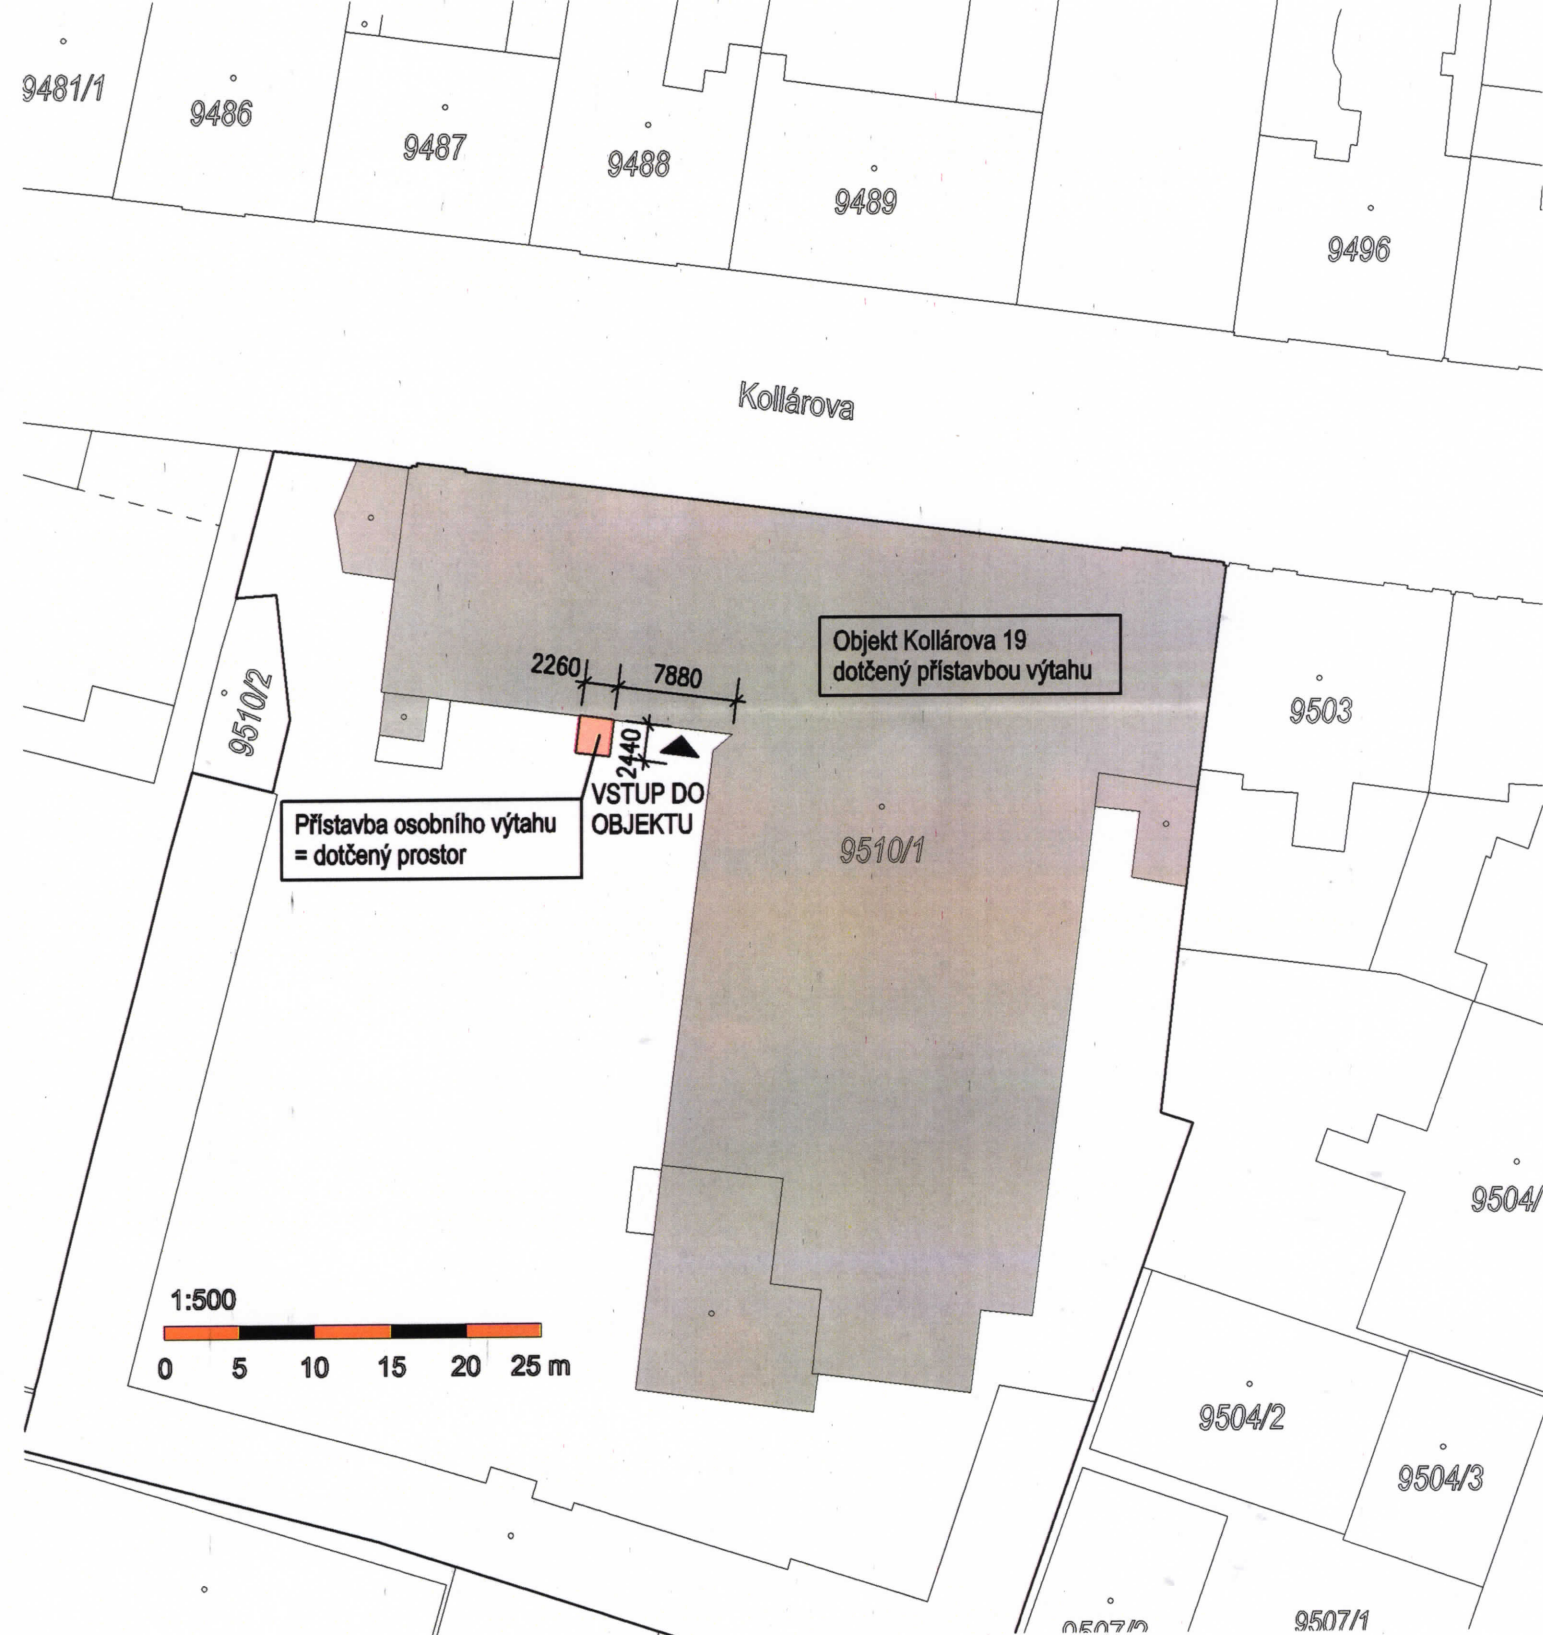 9481/1
9486
9487
9488
9489
9496
Kollárova
Objekt Kollárova 19
dotčený přístavbou výtahu
2260
7880
2440
9503
9510/2
VSTUP DO
OBJEKTU
Přístavba osobního výtahu
= dotčený prostor
9510/1
9504/
1:500
0 5 10 15 20 25 m
9504/2
9504/3
9507/1